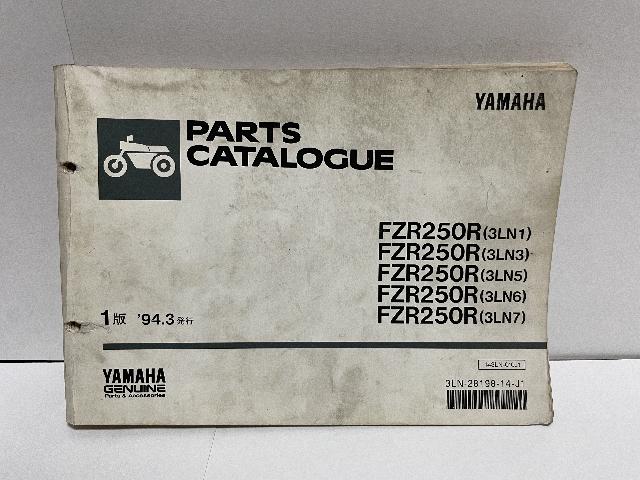 YAMAHA
PARTS
CATALOGUE
FZR250R(3LN1)
FZR250R(3LN3)
FZR250R(3LN5)
FZR250R(3LN6)
FZR250R(3LN7)
1版 '94.3発行
YAMAHA
GENUINE
Parts & Accessories
3LN-28198-14-J1